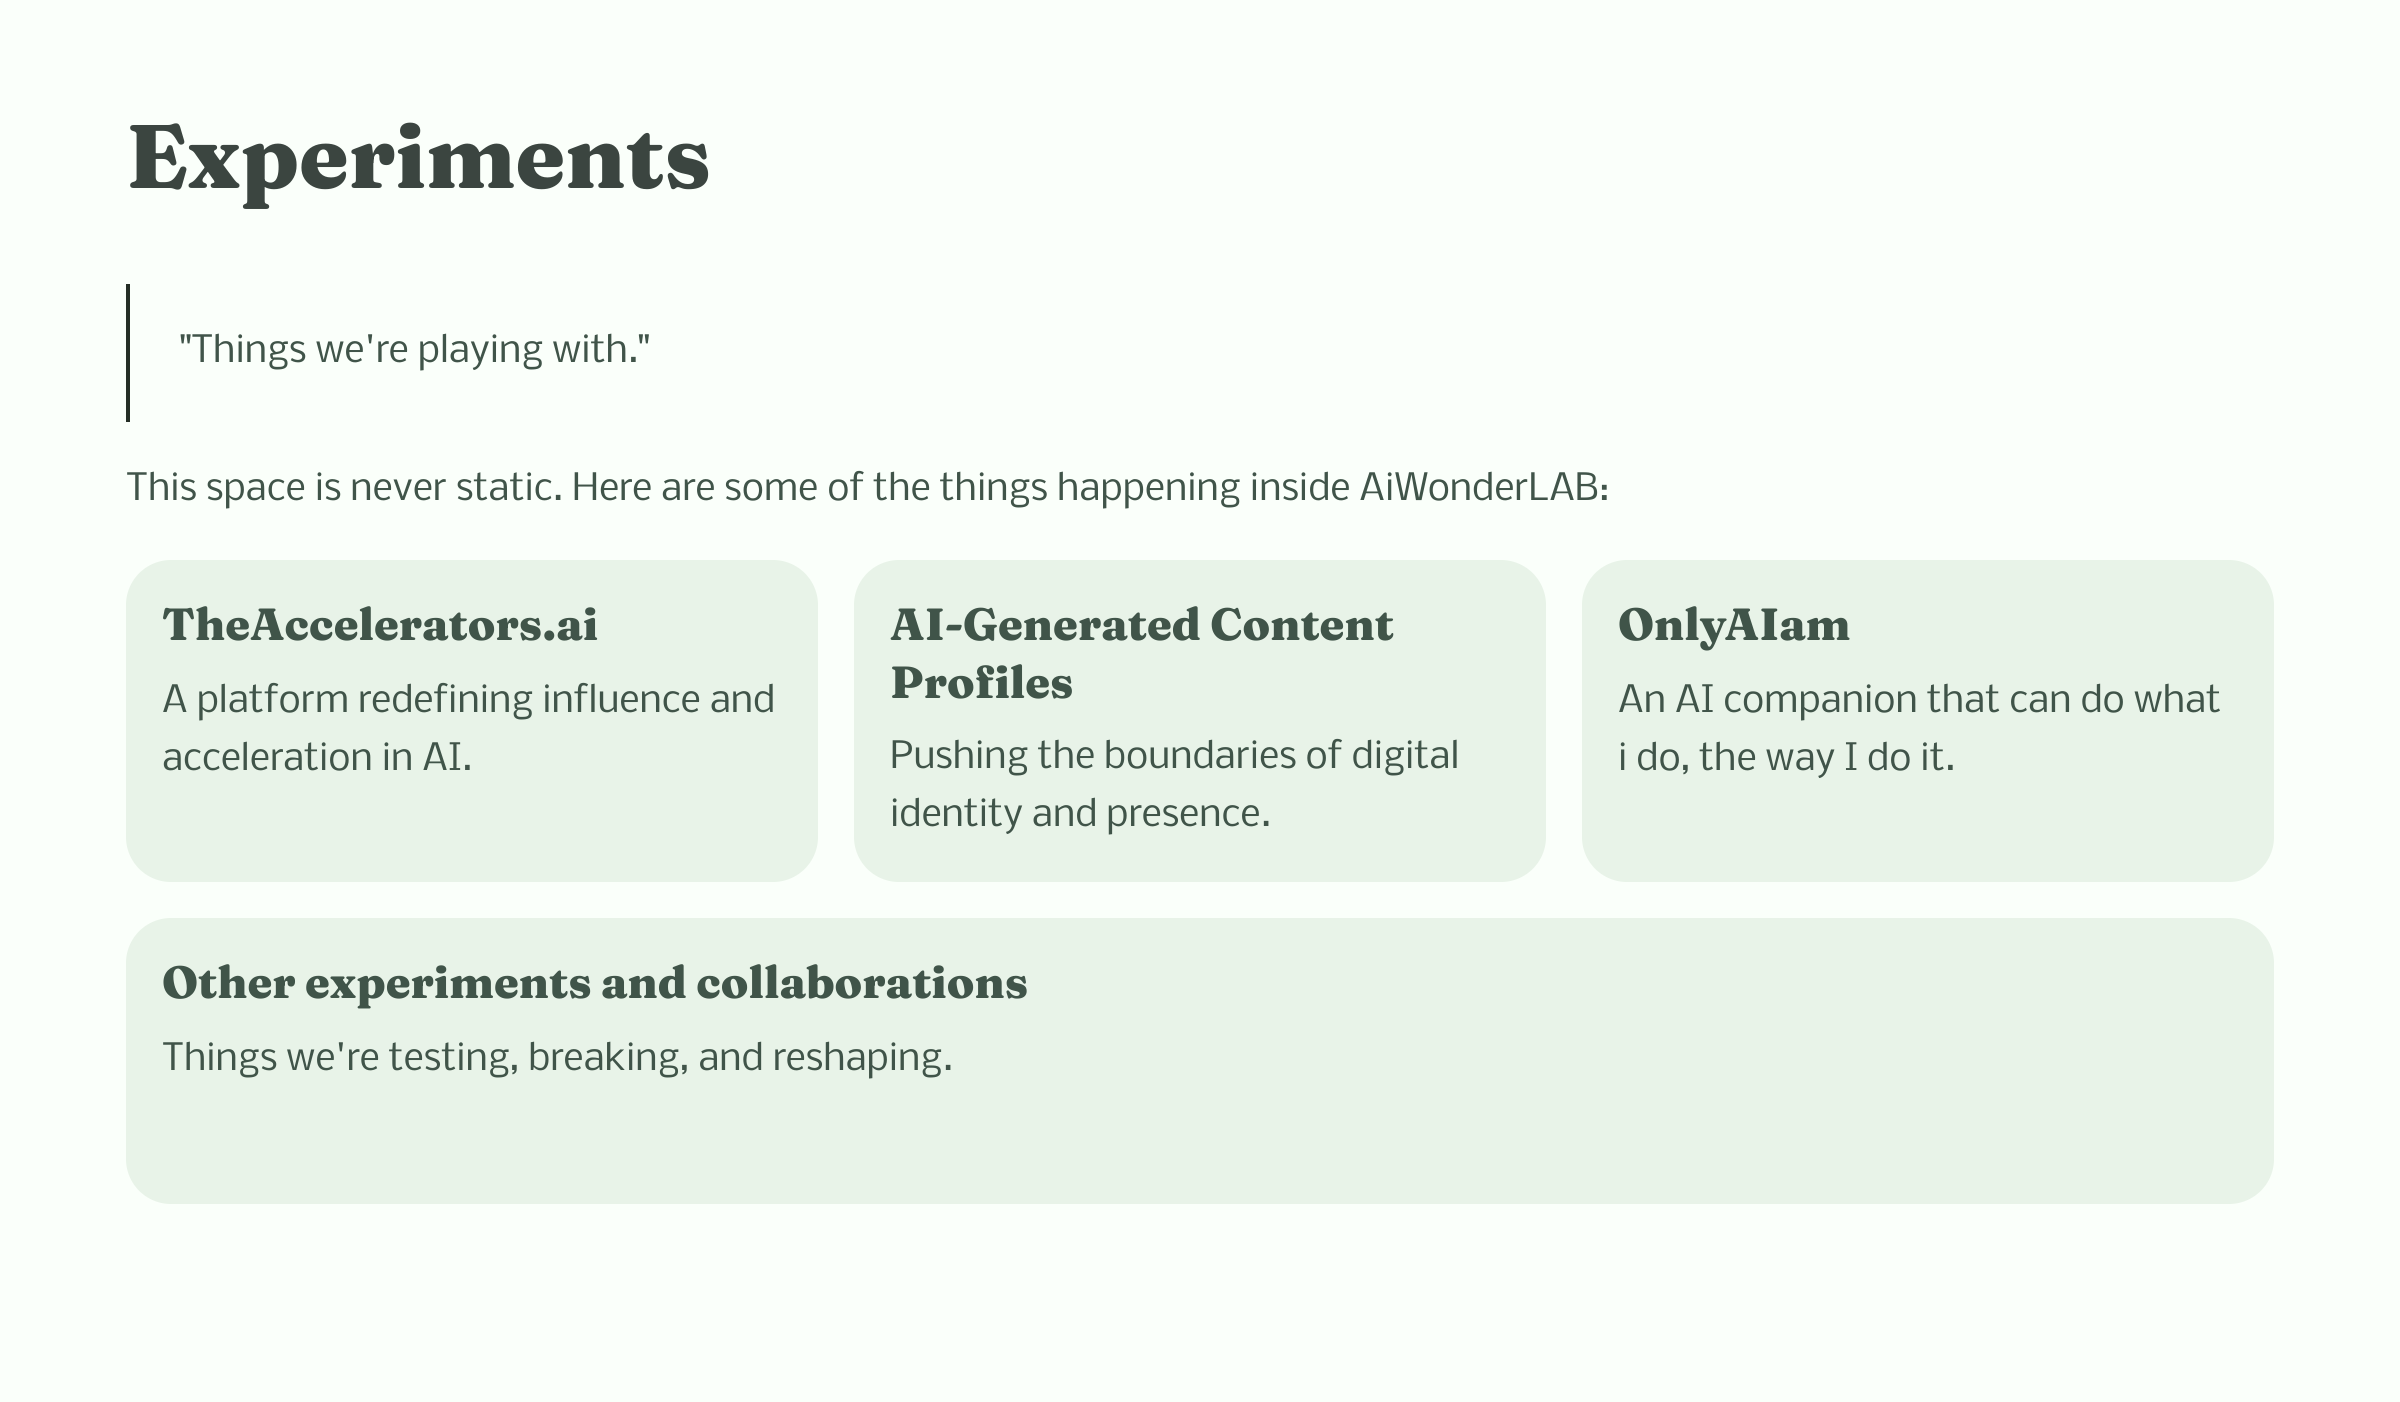 Experiments
"Things we're playing with."
This space is never static. Here are some of the things happening inside AiWonderLAB:
TheAccelerators.ai
A platform redefining influence and
acceleration in AI.
AI-Generated Content
Profiles
Pushing the boundaries of digital
identity and presence.
OnlyAIam
An AI companion that can do what
i do, the way I do it.
Other experiments and collaborations
Things we're testing, breaking, and reshaping.